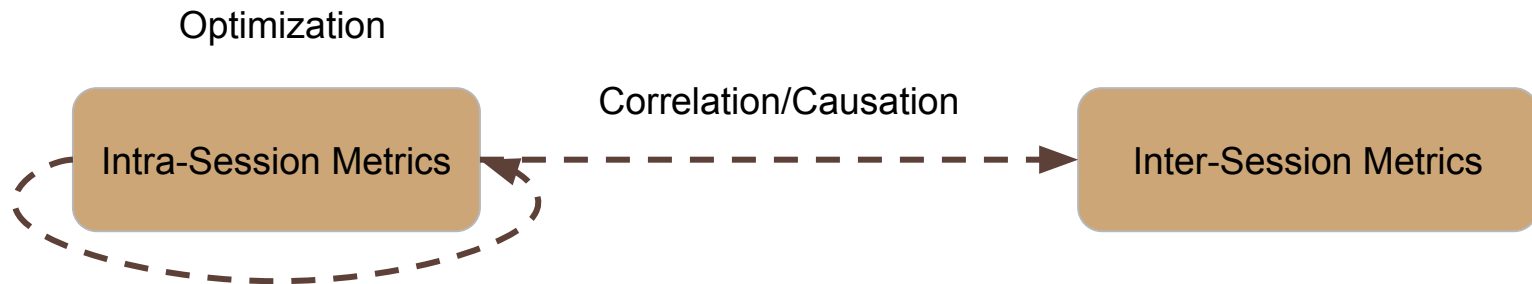 Optimization
Correlation/Causation
Intra-Session Metrics
Inter-Session Metrics